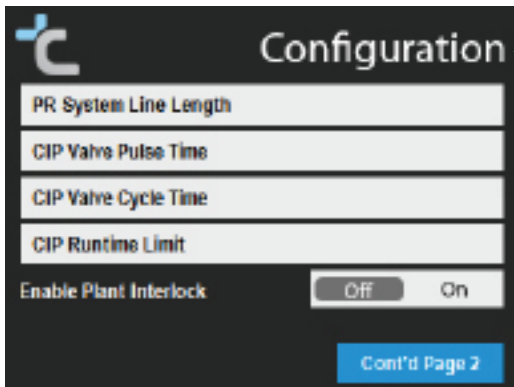 Configuration
PR System Line Length
CIP Valve Pulse Time
CIP Valve Cycle Time
CIP Runtime Limit
Enable Plant Interlock Off On
Cont'd Page 2